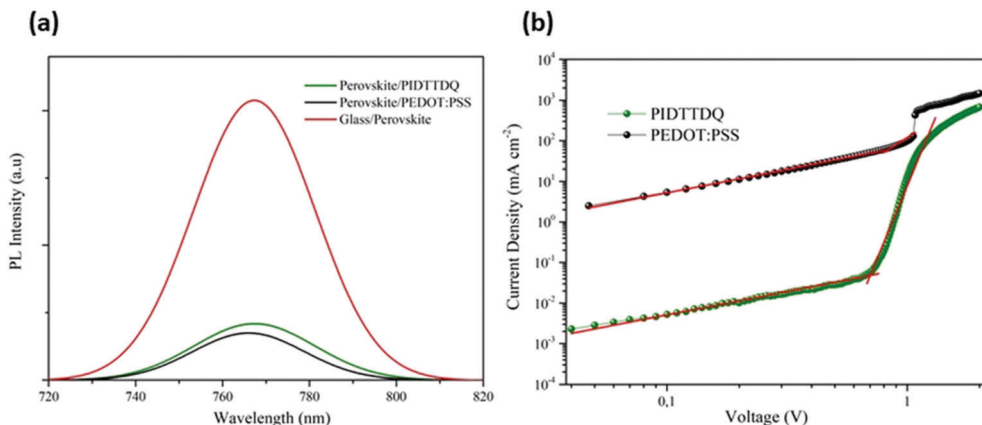 (a)
PL Intensity (a.u)
Perovskite/PIDTTDQ
Perovskite/PEDOT:PSS
Glass/Perovskite
720 740 760 780 800 820
Wavelength (nm)
(b)
Current Density (mA cm⁻²)
10⁴
10³
10²
10¹
10⁰
10⁻¹
10⁻²
10⁻³
10⁻⁴
PIDTTDQ
PEDOT:PSS
0,1 1
Voltage (V)